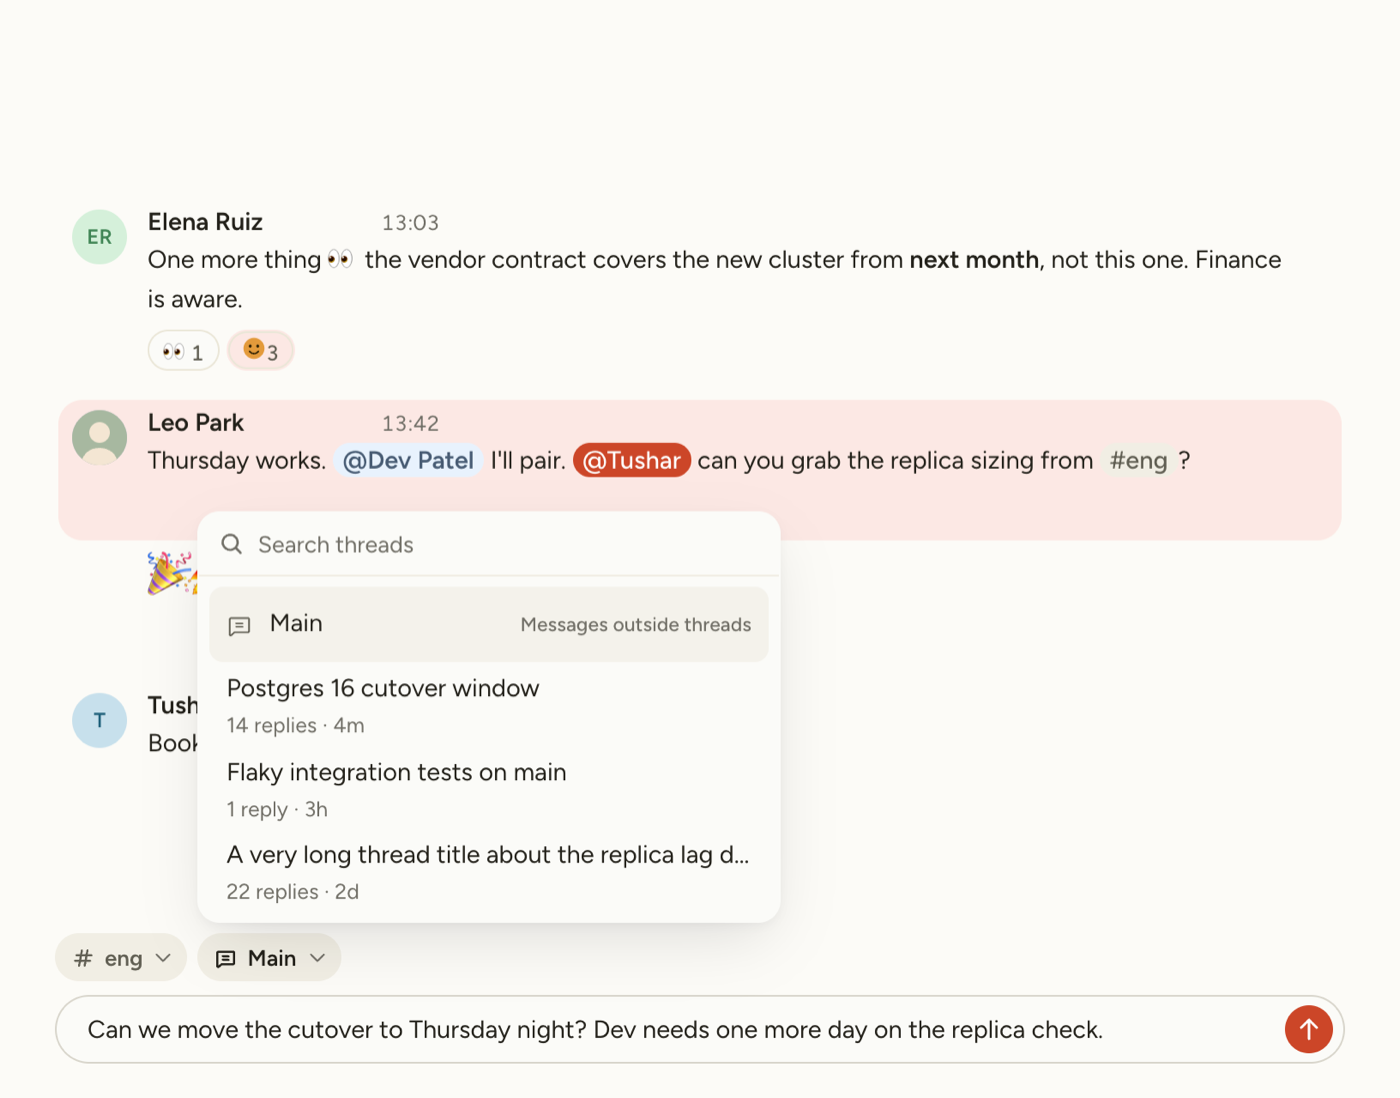 ER
Elena Ruiz 13:03
One more thing 👀 the vendor contract covers the new cluster from next month, not this one. Finance
is aware.
👀 1 🙂 3
Leo Park 13:42
Thursday works. @Dev Patel I'll pair. @Tushar can you grab the replica sizing from #eng ?
Search threads
Main Messages outside threads
Postgres 16 cutover window
14 replies · 4m
T
Tush
Book
Flaky integration tests on main
1 reply · 3h
A very long thread title about the replica lag d...
22 replies · 2d
# eng Main
Can we move the cutover to Thursday night? Dev needs one more day on the replica check.